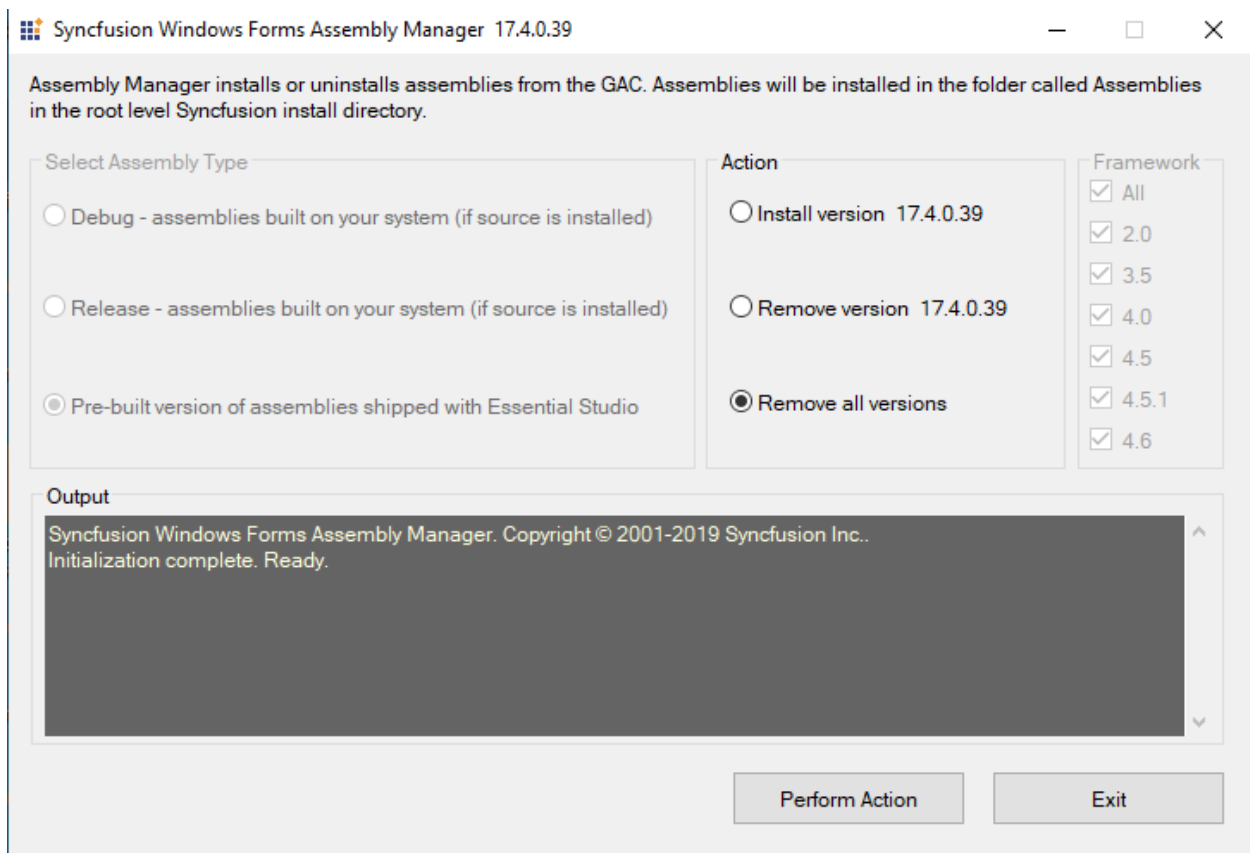 Syncfusion Windows Forms Assembly Manager 17.4.0.39
Assembly Manager installs or uninstalls assemblies from the GAC. Assemblies will be installed in the folder called Assemblies
in the root level Syncfusion install directory.
Select Assembly Type
Debug - assemblies built on your system (if source is installed)
Release - assemblies built on your system (if source is installed)
Pre-built version of assemblies shipped with Essential Studio
Action
Install version 17.4.0.39
Remove version 17.4.0.39
Remove all versions
Framework
All
2.0
3.5
4.0
4.5
4.5.1
4.6
Output
Syncfusion Windows Forms Assembly Manager. Copyright © 2001-2019 Syncfusion Inc..
Initialization complete. Ready.
Perform Action
Exit